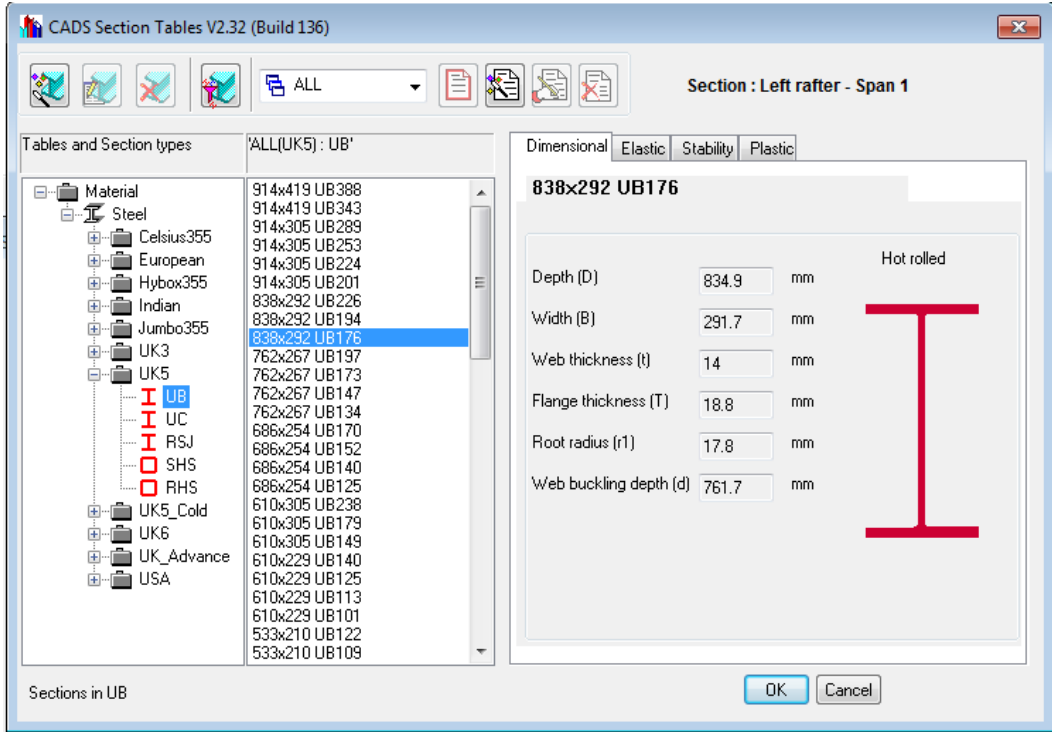 CADS Section Tables V2.32 (Build 136)
ALL
Section : Left rafter - Span 1
Tables and Section types
'ALL(UK5) : UB'
Material
Steel
Celsius355
European
Hybox355
Indian
Jumbo355
UK3
UK5
UB
UC
RSJ
SHS
RHS
UK5_Cold
UK6
UK_Advance
USA
914x419 UB388
914x419 UB343
914x305 UB289
914x305 UB253
914x305 UB224
914x305 UB201
838x292 UB226
838x292 UB194
838x292 UB176
762x267 UB197
762x267 UB173
762x267 UB147
762x267 UB134
686x254 UB170
686x254 UB152
686x254 UB140
686x254 UB125
610x305 UB238
610x305 UB179
610x305 UB149
610x229 UB140
610x229 UB125
610x229 UB113
610x229 UB101
533x210 UB122
533x210 UB109
Dimensional Elastic Stability Plastic
838x292 UB176
Hot rolled
Depth (D) 834.9 mm
Width (B) 291.7 mm
Web thickness (t) 14 mm
Flange thickness (T) 18.8 mm
Root radius (r1) 17.8 mm
Web buckling depth (d) 761.7 mm
Sections in UB
OK Cancel